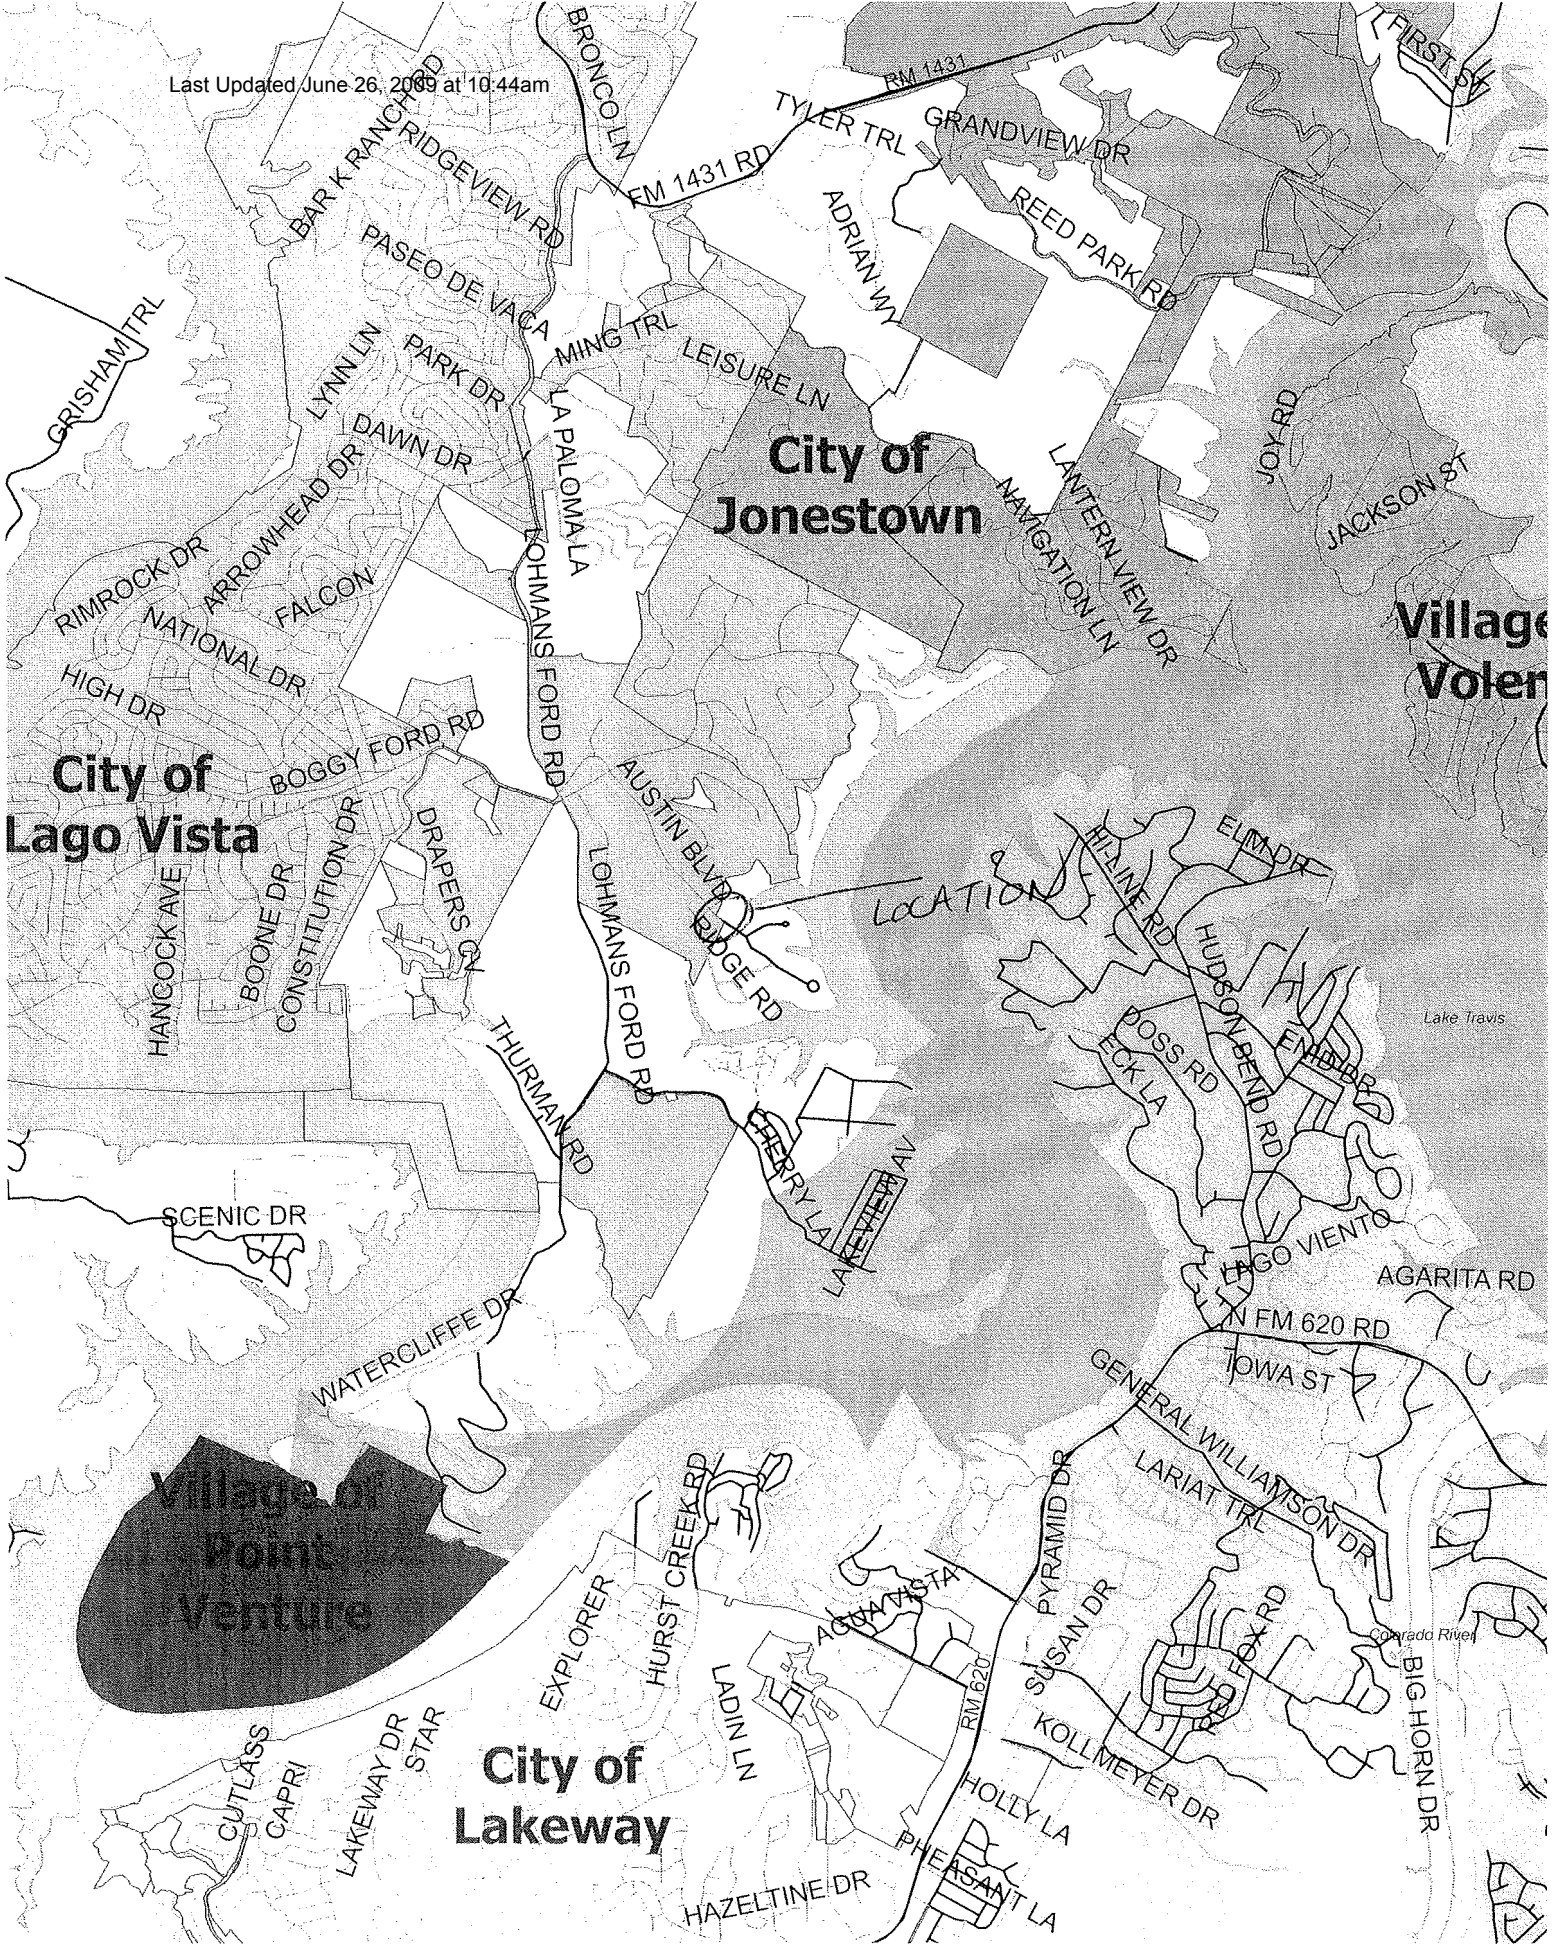 FIRST ST
BRONCO LN
Last Updated June 26, 2009 at 10:44am
RM 1431
BAR K RANCH RD
TYLER TRL
GRANDVIEW DR
RIDGEVIEW RD
FM 1431 RD
ADRIAN WY
REED PARK RD
PASEO DE VACA
GRISHAM TRL
LYNN LN
PARK DR
MING TRL
LEISURE LN
LA PALOMA LA
JOY RD
DAWN DR
City of
Jonestown
LANTERN VIEW DR
NAVIGATION LN
JACKSON ST
ARROWHEAD DR
RIMROCK DR
FALCON
LOHMANS FORD RD
NATIONAL DR
Village
Volen
HIGH DR
BOGGY FORD RD
City of
Lago Vista
AUSTIN BLVD
DRAPERS
CONSTITUTION DR
BOONE DR
HANCOCK AVE
LOHMANS FORD RD
LOCATION
HI-LINE RD
ELM DR
RIDGE RD
HUDSON BEND RD
Lake Travis
THURMAN RD
DOSS RD
ECK LA
ENID DR
CHERRY LA
LAKEVIEW AV
SCENIC DR
LAGO VIENTO
AGARITA RD
WATERCLIFFE DR
N FM 620 RD
IOWA ST
GENERAL WILLIAMSON DR
LARIAT TRL
Village of
Point
Venture
HURST CREEK RD
PYRAMID DR
EXPLORER
AGUA VISTA
SUSAN DR
RED FOX RD
Colorado River
LADIN LN
RM 620
BIG HORN DR
KOLLMEYER DR
CUTLASS
CAPRI
LAKEWAY DR
STAR
City of
Lakeway
HOLLY LA
PHEASANT LA
HAZELTINE DR